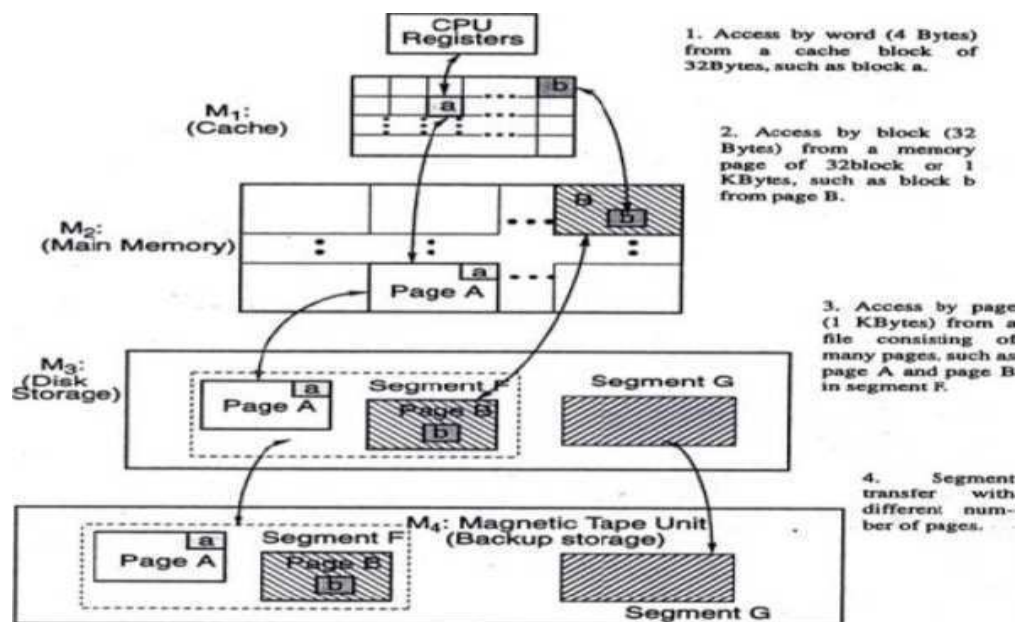 CPU
Registers
1. Access by word (4 Bytes)
from a cache block of
32Bytes, such as block a.
b
a
M1:
(Cache)
2. Access by block (32
Bytes) from a memory
page of 32block or 1
KBytes, such as block b
from page B.
B
b
M2:
(Main Memory)
a
Page A
3. Access by page
(1 KBytes) from a
file consisting of
many pages, such as
page A and page B
in segment F.
M3:
(Disk
Storage)
Segment F
Segment G
a
Page A
Page B
b
4. Segment
transfer with
different num-
ber of pages.
M4: Magnetic Tape Unit
(Backup storage)
Segment F
a
Page A
Page B
b
Segment G